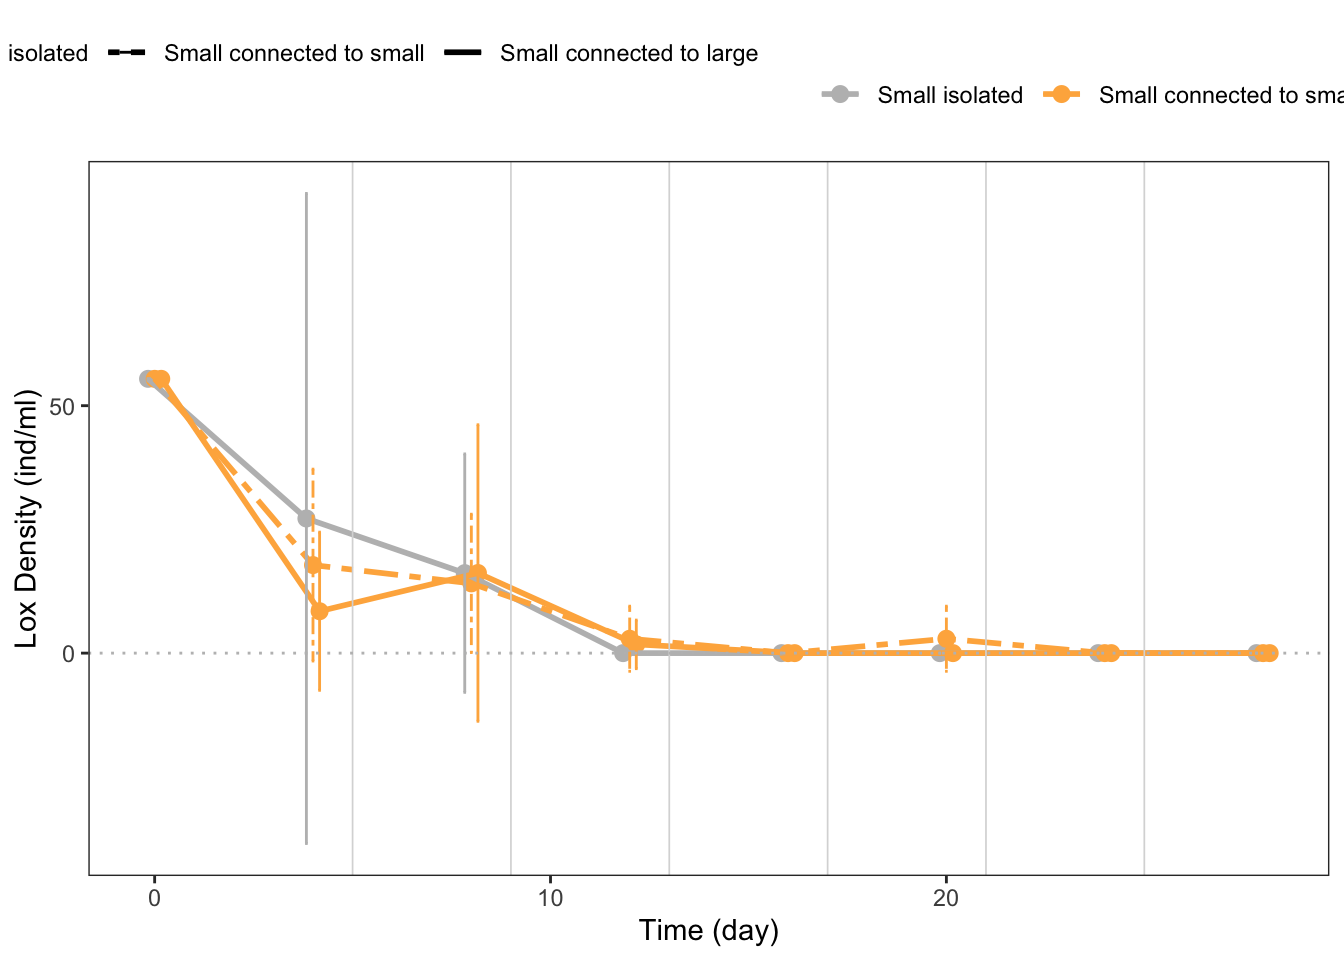 isolated Small connected to small Small connected to large
Small isolated Small connected to
Lox Density (ind/ml)
50
0
0 10 20
Time (day)